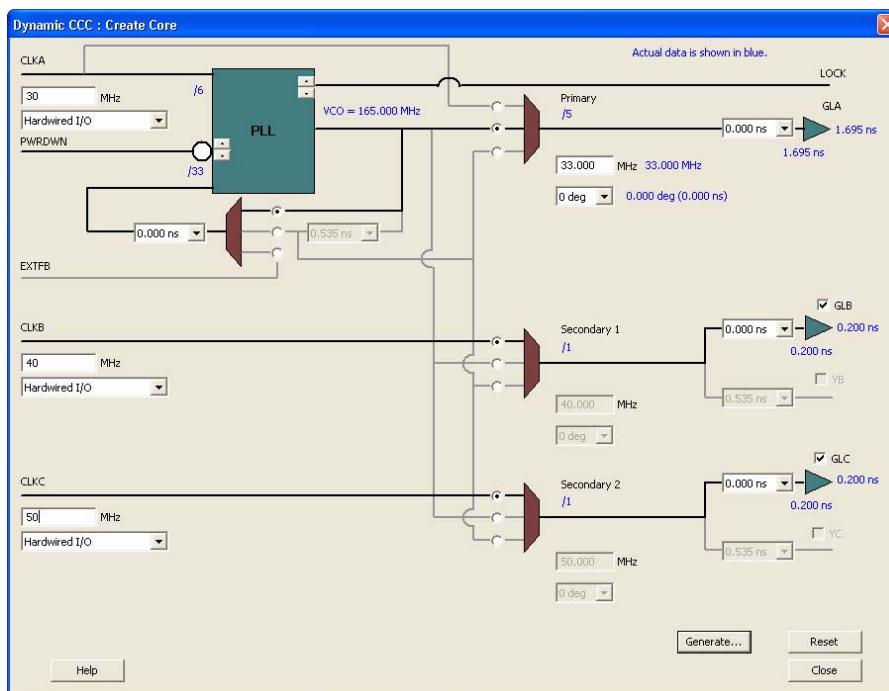 Dynamic CCC : Create Core
Actual data is shown in blue.
CLKA
LOCK
30 MHz
/6
Hardwired I/O
VCO = 165.000 MHz
Primary
/5
GLA
PLL
0.000 ns
1.695 ns
1.695 ns
PWRDWN
/33
33.000 MHz 33.000 MHz
0 deg
0.000 deg (0.000 ns)
0.000 ns
0.535 ns
EXTFB
GLB
CLKB
Secondary 1
/1
0.000 ns
0.200 ns
0.200 ns
40 MHz
Hardwired I/O
YB
0.535 ns
40.000 MHz
0 deg
GLC
CLKC
Secondary 2
/1
0.000 ns
0.200 ns
0.200 ns
50 MHz
Hardwired I/O
YC
0.535 ns
50.000 MHz
0 deg
Generate...
Reset
Help
Close